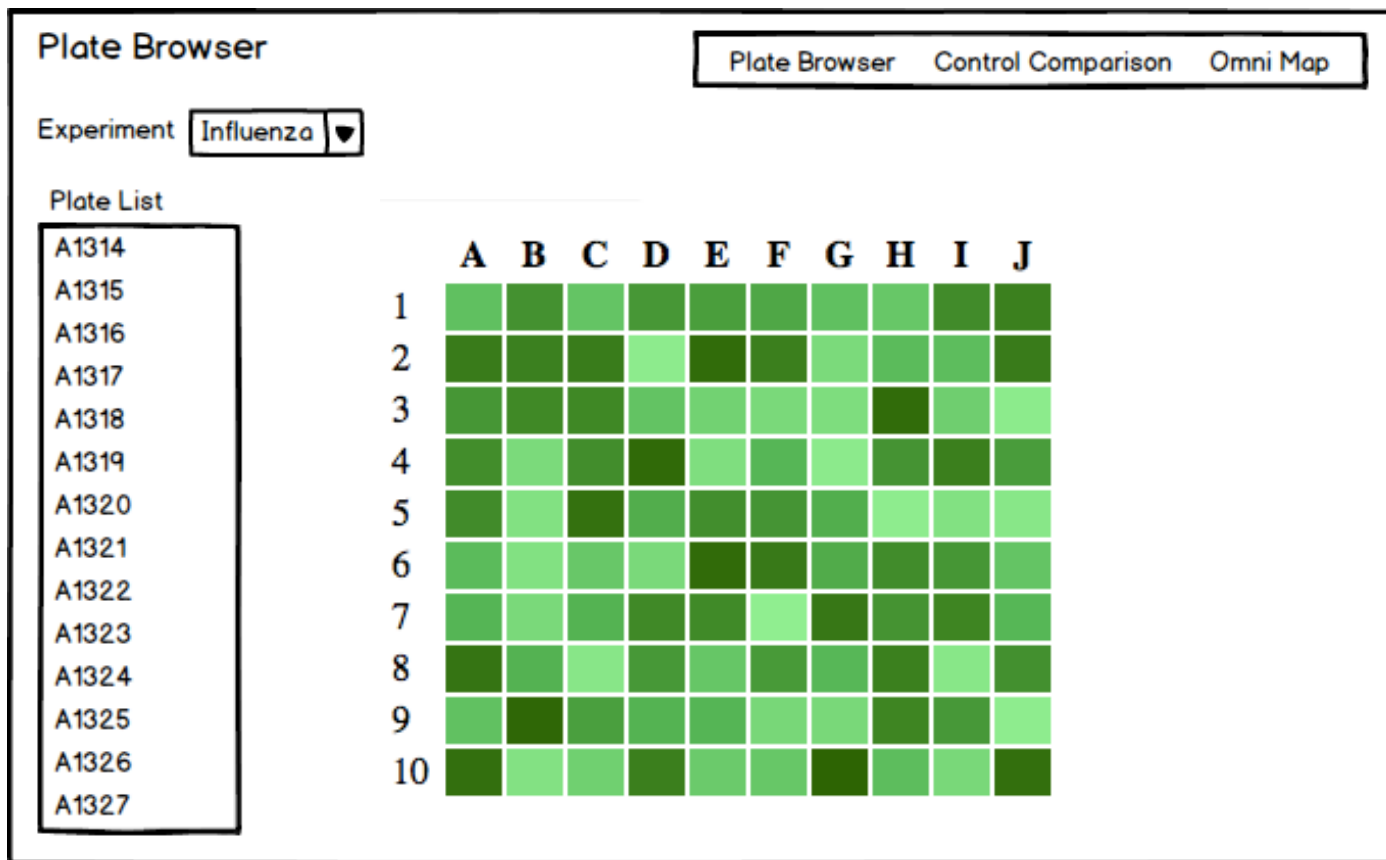 Plate Browser
Plate Browser Control Comparison Omni Map
Experiment Influenza
Plate List
A1314
A1315
A1316
A1317
A1318
A1319
A1320
A1321
A1322
A1323
A1324
A1325
A1326
A1327
A B C D E F G H I J
1
2
3
4
5
6
7
8
9
10